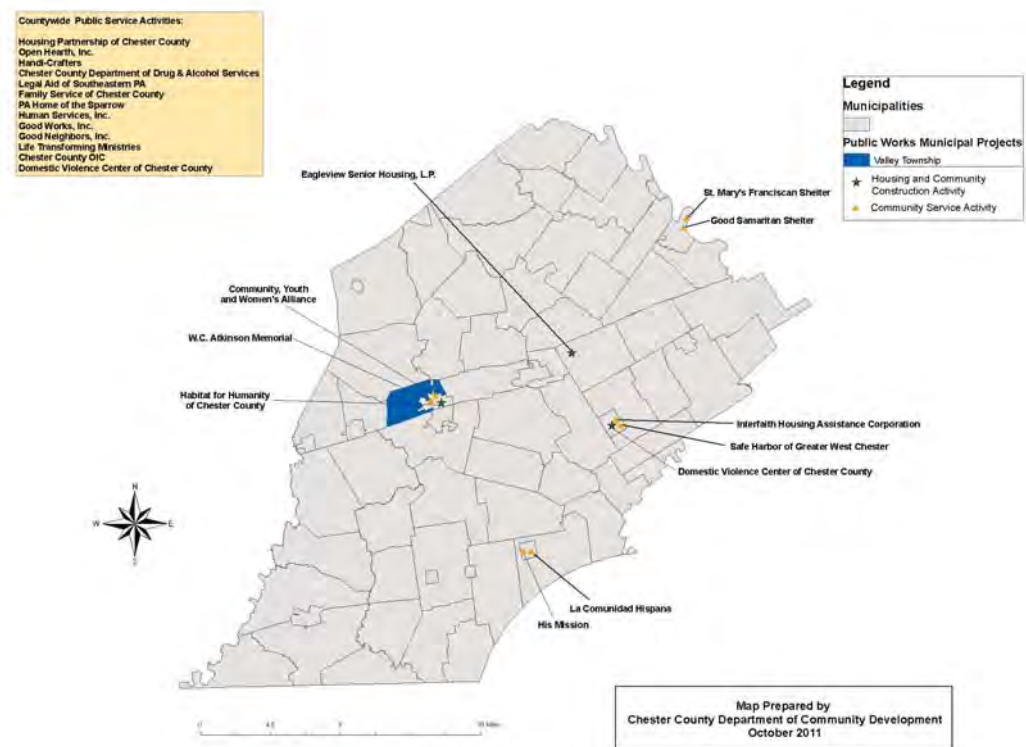 Countywide Public Service Activities:
Housing Partnership of Chester County
Open Hearth, Inc.
Handi-Crafters
Chester County Department of Drug & Alcohol Services
Legal Aid of Southeastern PA
Family Service of Chester County
PA Home of the Sparrow
Human Services, Inc.
Good Works, Inc.
Good Neighbors, Inc.
Life Transforming Ministries
Chester County OIC
Domestic Violence Center of Chester County
Legend
Municipalities
Public Works Municipal Projects
Valley Township
Housing and Community
Construction Activity
Community Service Activity
Eagleview Senior Housing, L.P.
St. Mary's Franciscan Shelter
Good Samaritan Shelter
Community, Youth
and Women's Alliance
W.C. Atkinson Memorial
Habitat for Humanity
of Chester County
Interfaith Housing Assistance Corporation
Safe Harbor of Greater West Chester
Domestic Violence Center of Chester County
N
W
E
S
La Comunidad Hispana
His Mission
0
Map Prepared by
Chester County Department of Community Development
October 2011